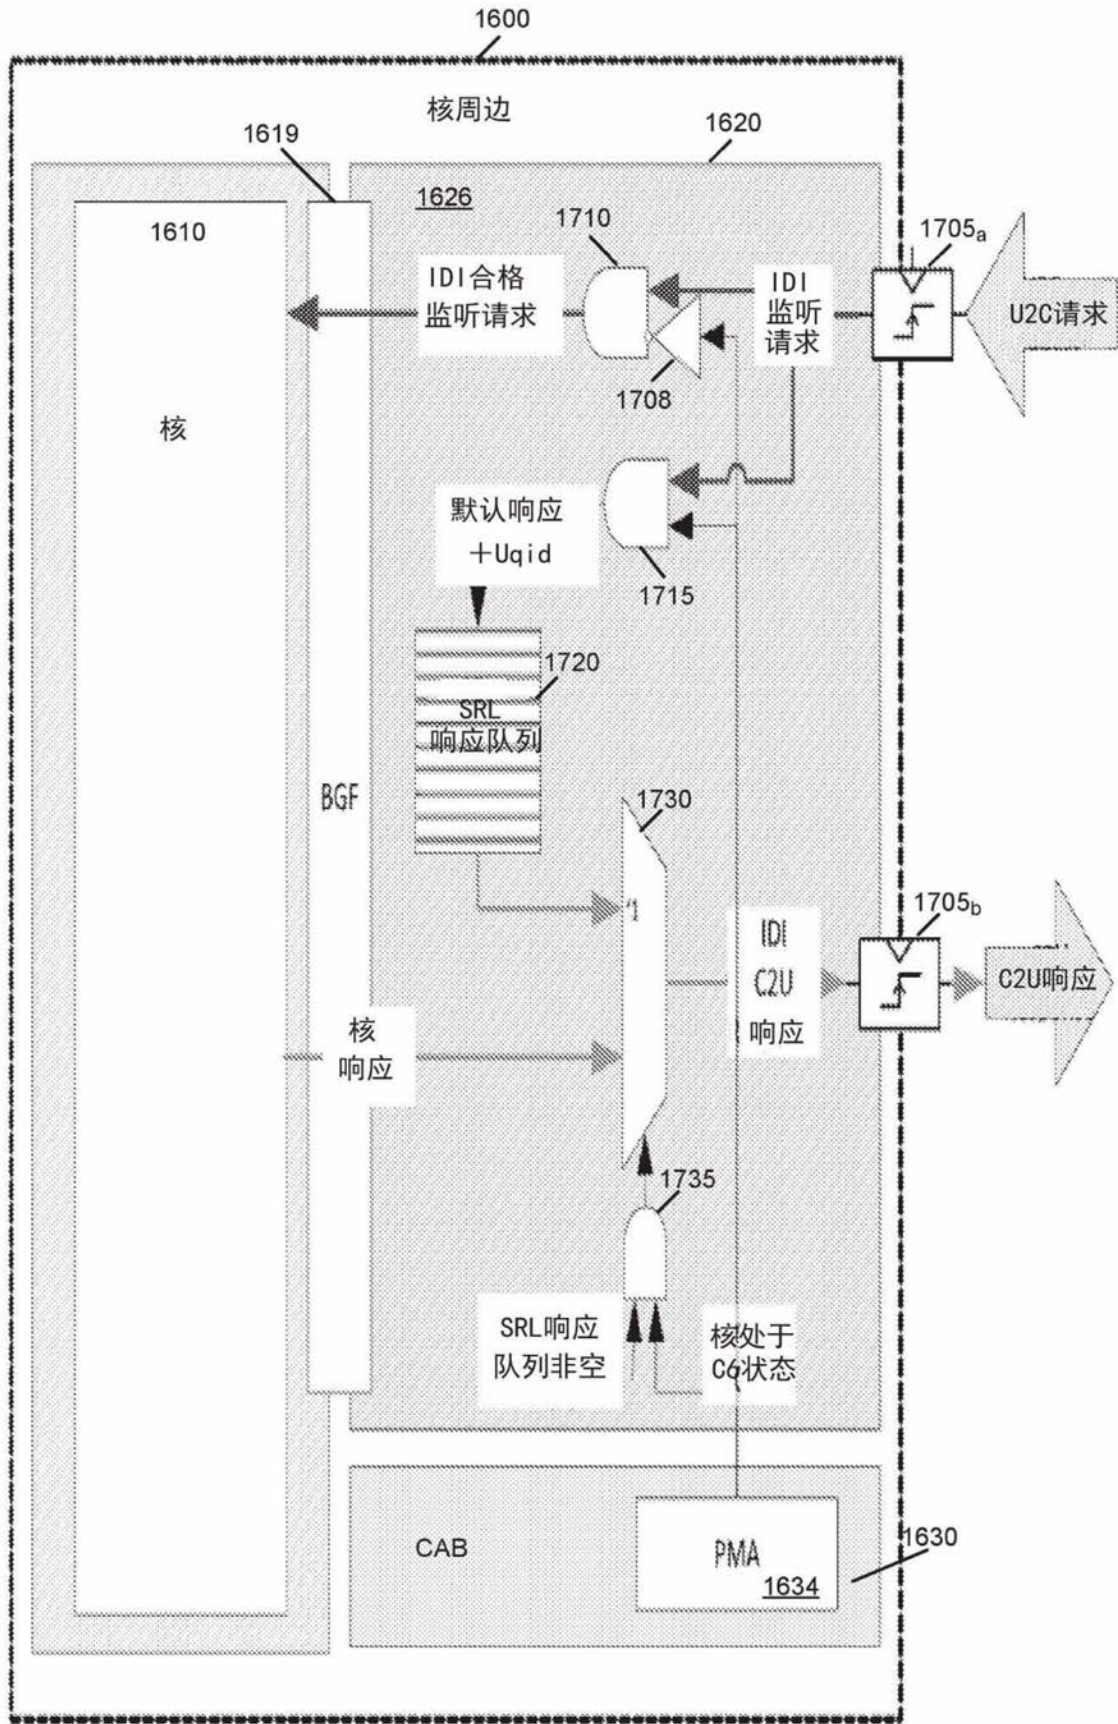 1600
核周边
1619
1620
1626
1710
1705a
1610
IDI合格
监听请求
IDI
监听
请求
U2C请求
1708
核
默认响应
＋Uqid
1715
1720
SRL
响应队列
BGF
1730
'1
1705b
IDI
C2U
响应
C2U响应
核
响应
1735
SRL响应
队列非空
核处于
C6状态
CAB
PMA
1634
1630